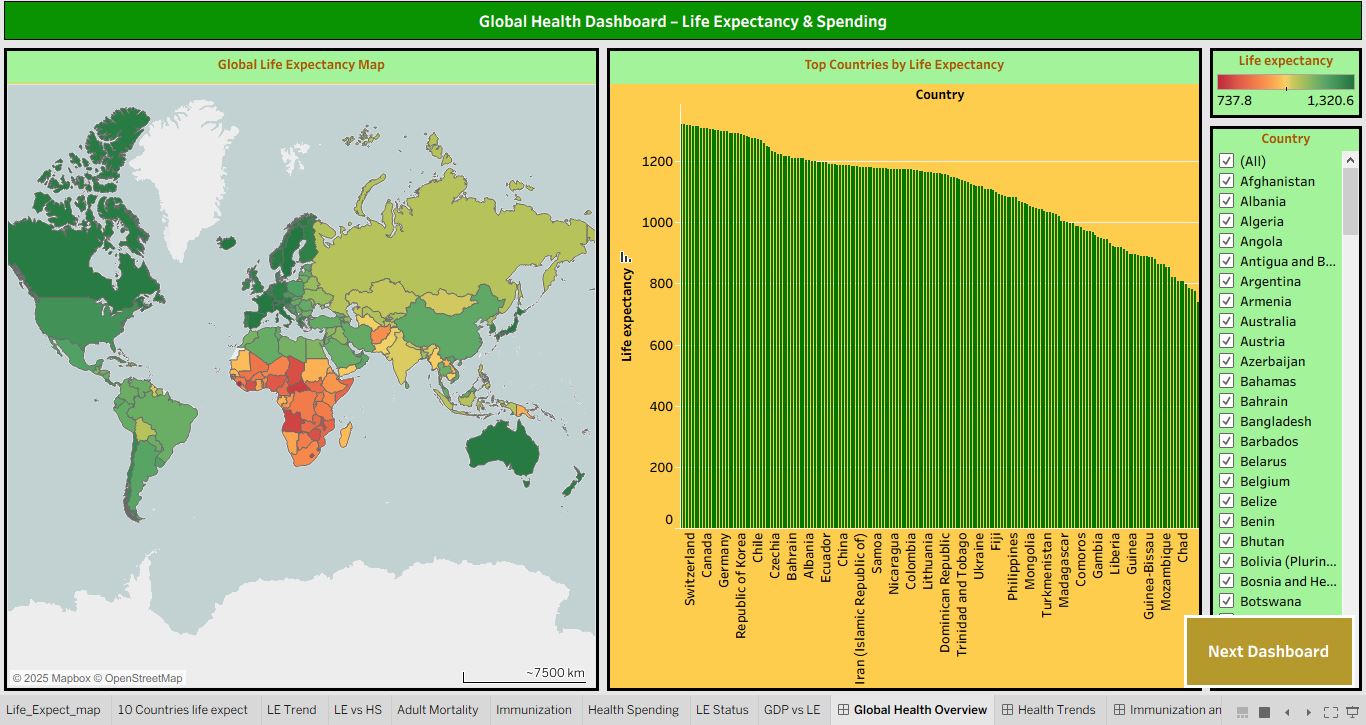 Global Health Dashboard – Life Expectancy & Spending
Global Life Expectancy Map
© 2025 Mapbox © OpenStreetMap
~7500 km
Top Countries by Life Expectancy
Country
Life expectancy
1200
1000
800
600
400
200
0
Switzerland
Canada
Germany
Republic of Korea
Chile
Czechia
Bahrain
Albania
Ecuador
China
Iran (Islamic Republic of)
Samoa
Nicaragua
Colombia
Lithuania
Dominican Republic
Trinidad and Tobago
Ukraine
Fiji
Philippines
Mongolia
Turkmenistan
Madagascar
Comoros
Gambia
Liberia
Guinea
Guinea-Bissau
Mozambique
Chad
Life expectancy
737.8 1,320.6
Country
(All)
Afghanistan
Albania
Algeria
Angola
Antigua and B...
Argentina
Armenia
Australia
Austria
Azerbaijan
Bahamas
Bahrain
Bangladesh
Barbados
Belarus
Belgium
Belize
Benin
Bhutan
Bolivia (Plurin...
Bosnia and He...
Botswana
Next Dashboard
Life_Expect_map 10 Countries life expect LE Trend LE vs HS Adult Mortality Immunization Health Spending LE Status GDP vs LE Global Health Overview Health Trends Immunization an